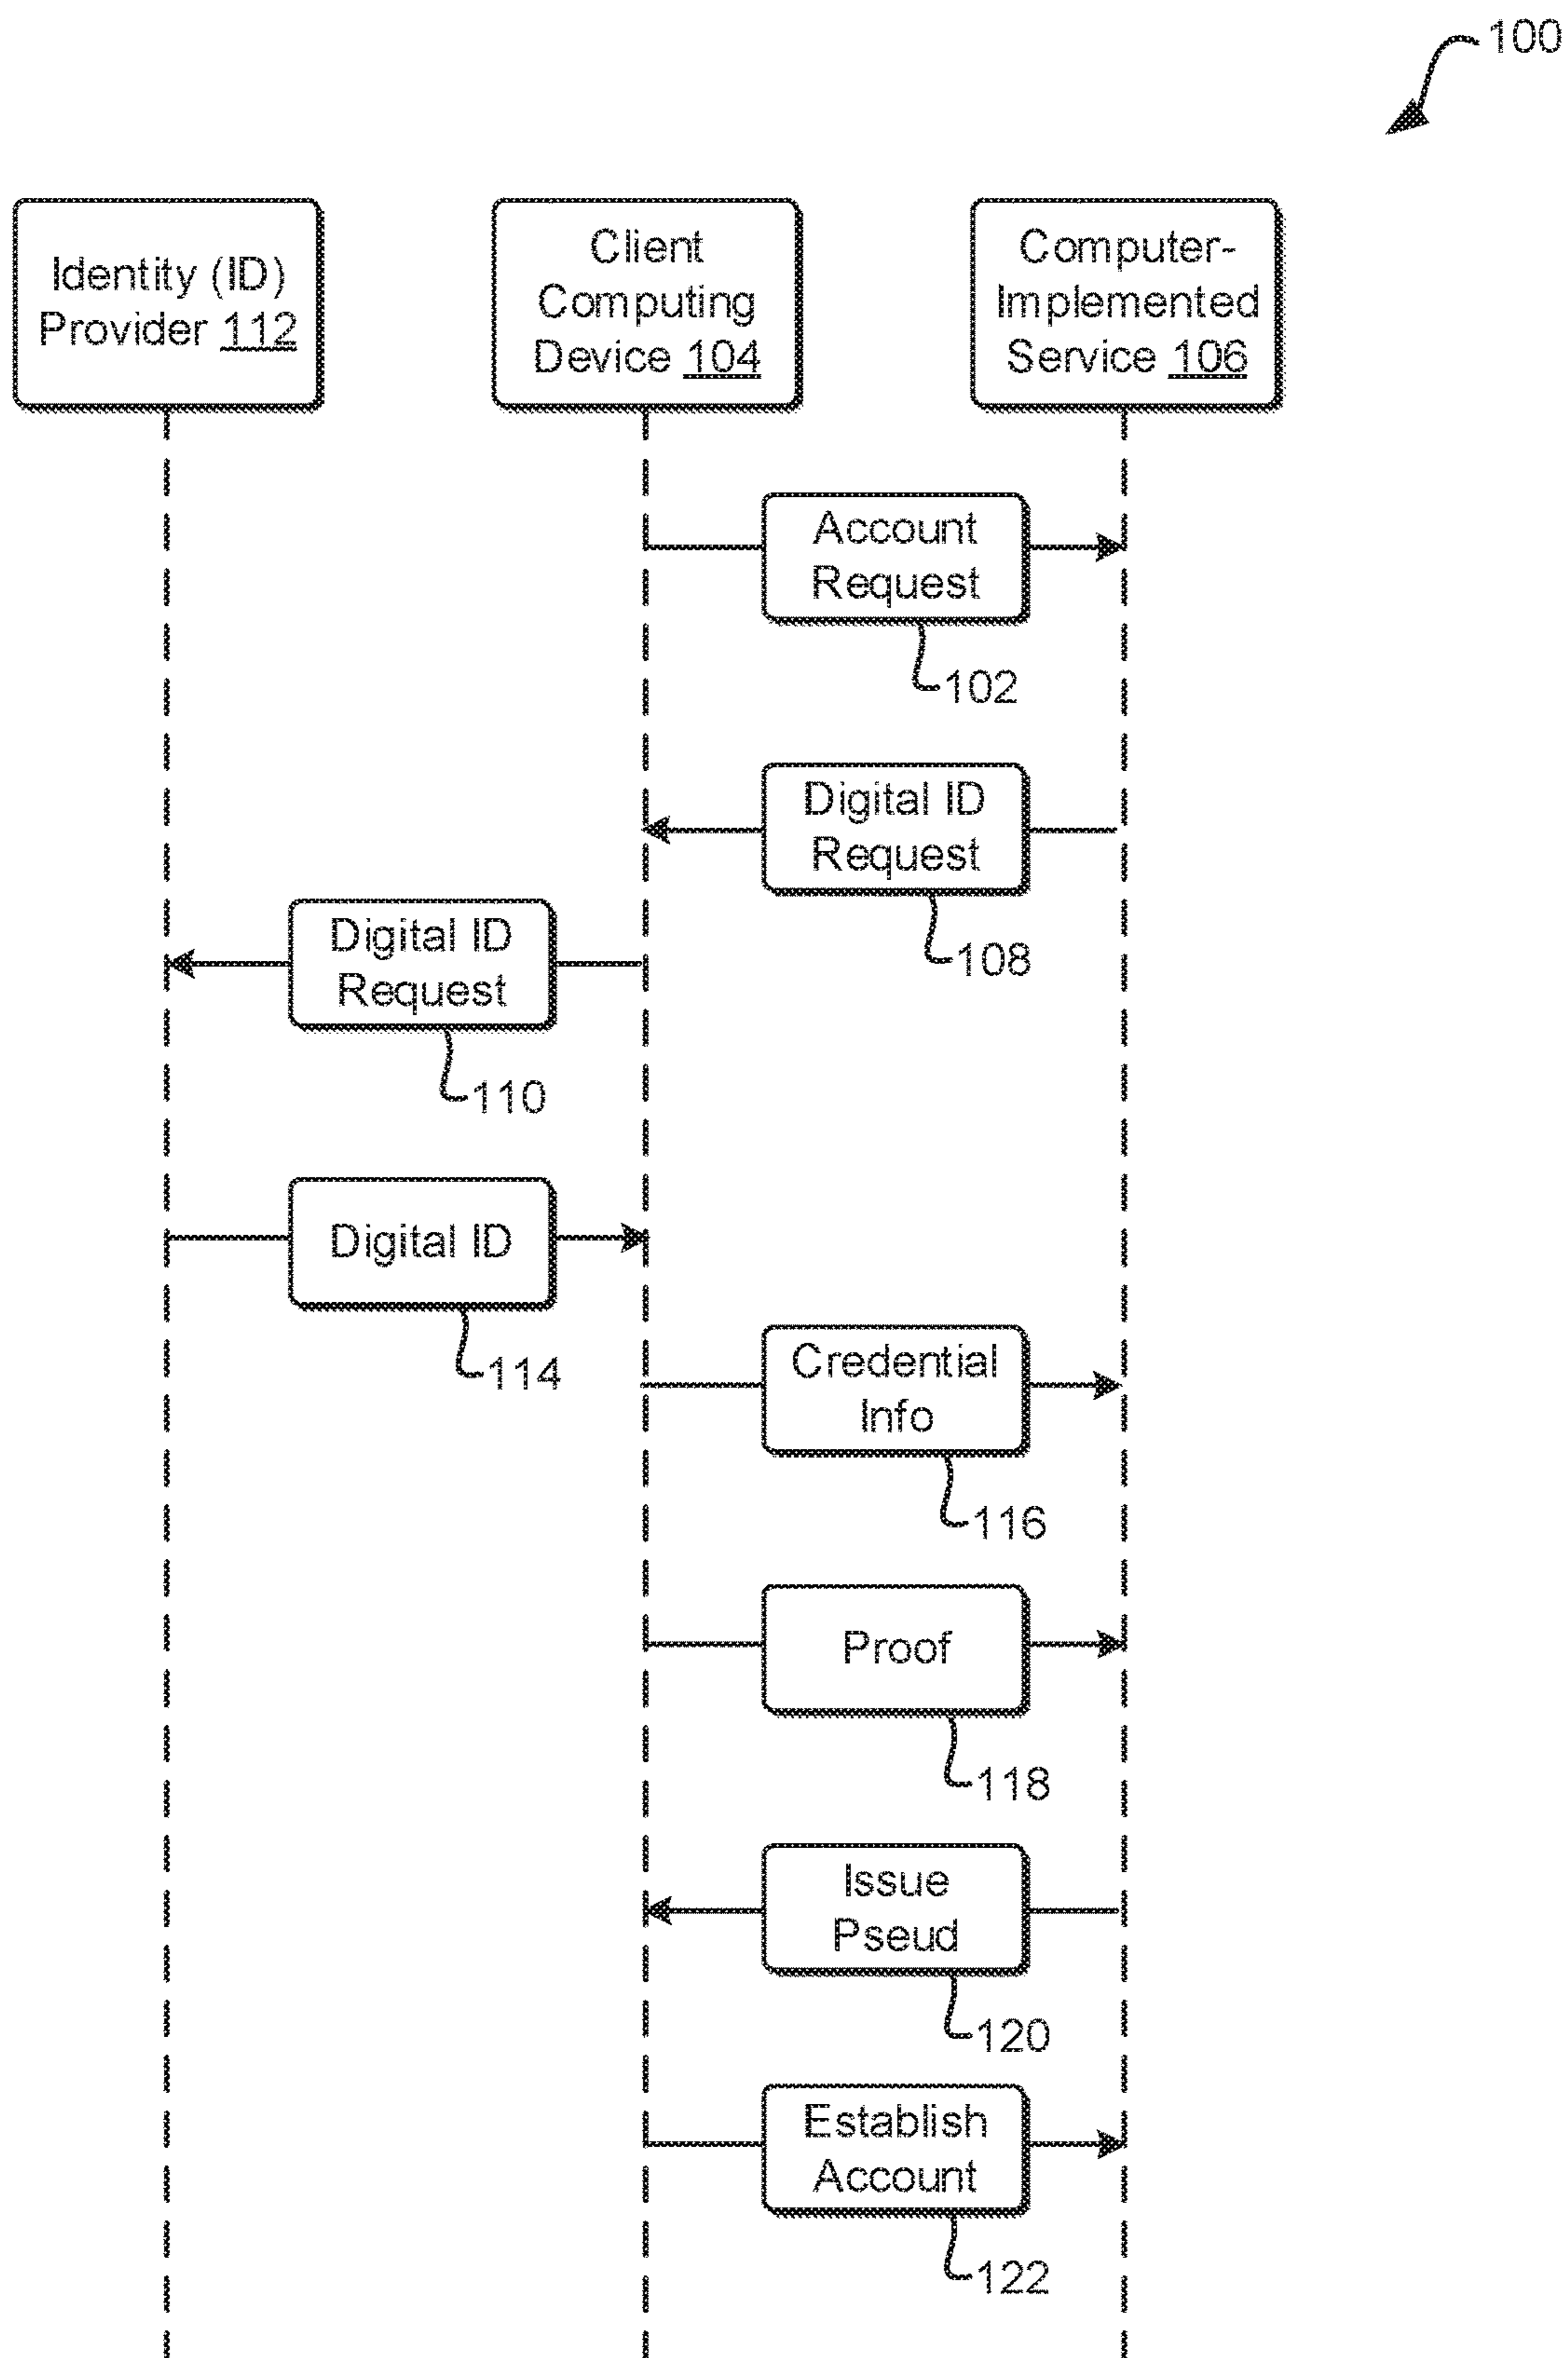 100
Identity (ID)
Provider 112
Client
Computing
Device 104
Computer-
Implemented
Service 106
Account
Request
102
Digital ID
Request
108
Digital ID
Request
110
Digital ID
114
Credential
Info
116
Proof
118
Issue
Pseud
120
Establish
Account
122